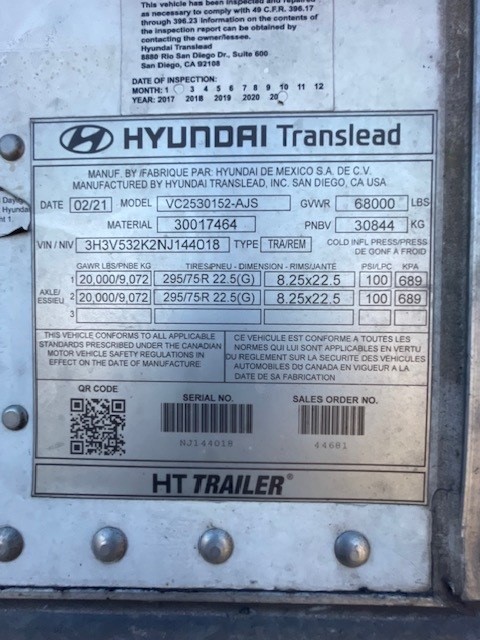 This vehicle has been inspected and repaired
as necessary to comply with 49 C.F.R. 396.17
through 396.23 Information on the contents of
the inspection report can be obtained by
contacting the owner/lessee.
Hyundai Translead
8880 Rio San Diego Dr., Suite 600
San Diego, CA 92108
DATE OF INSPECTION:
MONTH: 1 3 4 5 6 7 8 9 10 11 12
YEAR: 2017 2018 2019 2020 20
HYUNDAI Translead
MANUF. BY /FABRIQUE PAR: HYUNDAI DE MEXICO S.A. DE C.V.
MANUFACTURED BY HYUNDAI TRANSLEAD, INC. SAN DIEGO, CA USA
DATE 02/21 MODEL VC2530152-AJS GVWR 68000 LBS
MATERIAL 30017464 PNBV 30844 KG
VIN / NIV 3H3V532K2NJ144018 TYPE TRA/REM COLD INFL PRESS/PRESS
DE GONF À FROID
GAWR LBS/PNBE KG TIRES/PNEU - DIMENSION - RIMS/JANTE PSI/LPC KPA
AXLE/
ESSIEU
1 20,000/9,072 295/75R 22.5(G) 8.25x22.5 100 689
2 20,000/9,072 295/75R 22.5(G) 8.25x22.5 100 689
3
THIS VEHICLE CONFORMS TO ALL APPLICABLE
STANDARDS PRESCRIBED UNDER THE CANADIAN
MOTOR VEHICLE SAFETY REGULATIONS IN
EFFECT ON THE DATE OF MANUFACTURE
CE VEHICULE EST CONFORME A TOUTES LES
NORMES QUI LUI SONT APPLICABLES EN VERTU
DU REGLEMENT SUR LA SECURITE DES VEHICULES
AUTOMOBILES DU CANADA EN VIGUEUR A LA
DATE DE SA FABRICATION
QR CODE
SERIAL NO.
NJ144018
SALES ORDER NO.
44681
HT TRAILER®
Hyundai